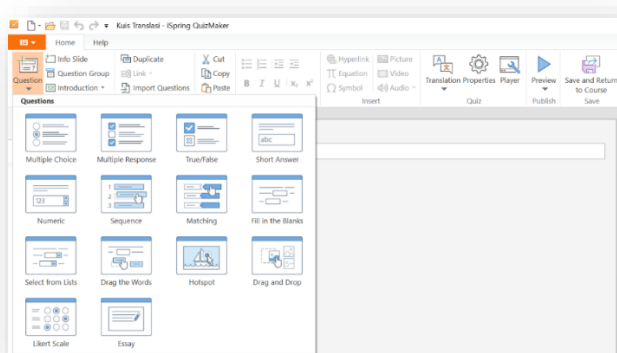 Kuis Translasi - iSpring QuizMaker
Home Help
Question
Info Slide
Question Group
Introduction
Duplicate
Link
Import Questions
Cut
Copy
Paste
B I U X₂ X²
Hyperlink Picture
Equation Video
Symbol Audio
Insert
Translation Properties Player
Quiz
Preview
Publish
Save and Return
to Course
Save
Questions
Multiple Choice Multiple Response True/False Short Answer
Numeric Sequence Matching Fill in the Blanks
Select from Lists Drag the Words Hotspot Drag and Drop
Likert Scale Essay